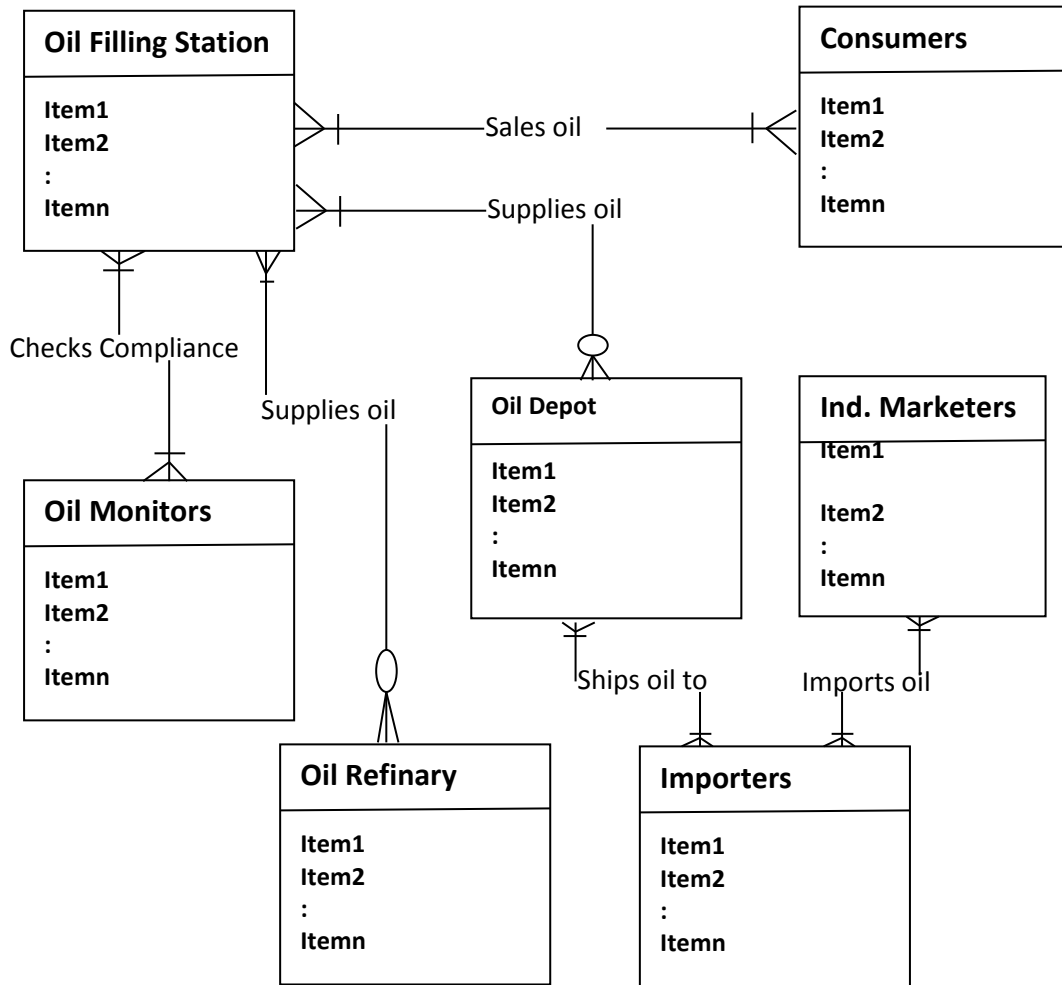 Oil Filling Station
Item1
Item2
:
Itemn
Consumers
Item1
Item2
:
Itemn
Sales oil
Supplies oil
Checks Compliance
Supplies oil
Oil Depot
Item1
Item2
:
Itemn
Ind. Marketers
Item1
Item2
:
Itemn
Oil Monitors
Item1
Item2
:
Itemn
Ships oil to
Imports oil
Oil Refinary
Item1
Item2
:
Itemn
Importers
Item1
Item2
:
Itemn